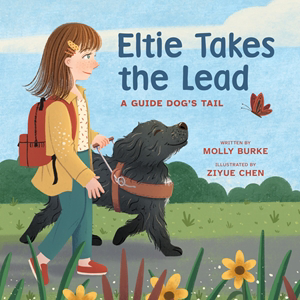 Eltie Takes
the Lead
A GUIDE DOG'S TAIL
WRITTEN BY
MOLLY BURKE
ILLUSTRATED BY
ZIYUE CHEN